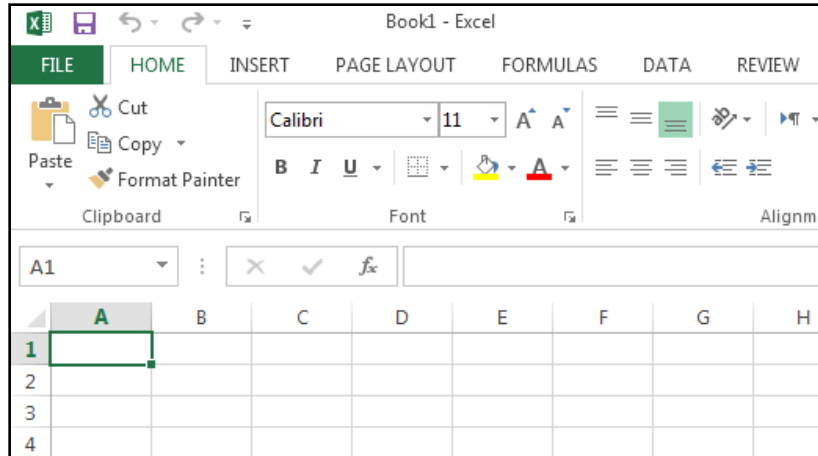 Book1 - Excel
FILE HOME INSERT PAGE LAYOUT FORMULAS DATA REVIEW
Cut
Copy
Paste
Format Painter
Calibri 11
B I U A
Clipboard Font Alignm
A1 fx
A B C D E F G H
1
2
3
4